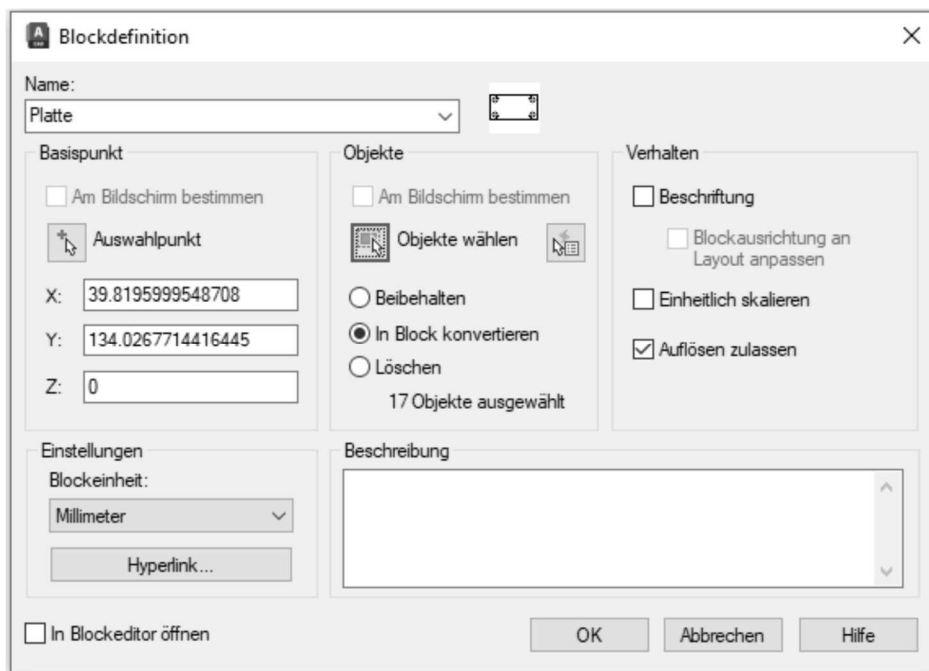 Blockdefinition
Name:
Platte
Basispunkt
Am Bildschirm bestimmen
Auswahlpunkt
X: 39.8195999548708
Y: 134.0267714416445
Z: 0
Objekte
Am Bildschirm bestimmen
Objekte wählen
Beibehalten
In Block konvertieren
Löschen
17 Objekte ausgewählt
Verhalten
Beschriftung
Blockausrichtung an
Layout anpassen
Einheitlich skalieren
Auflösen zulassen
Einstellungen
Blockeinheit:
Millimeter
Hyperlink...
Beschreibung
In Blockeditor öffnen
OK
Abbrechen
Hilfe